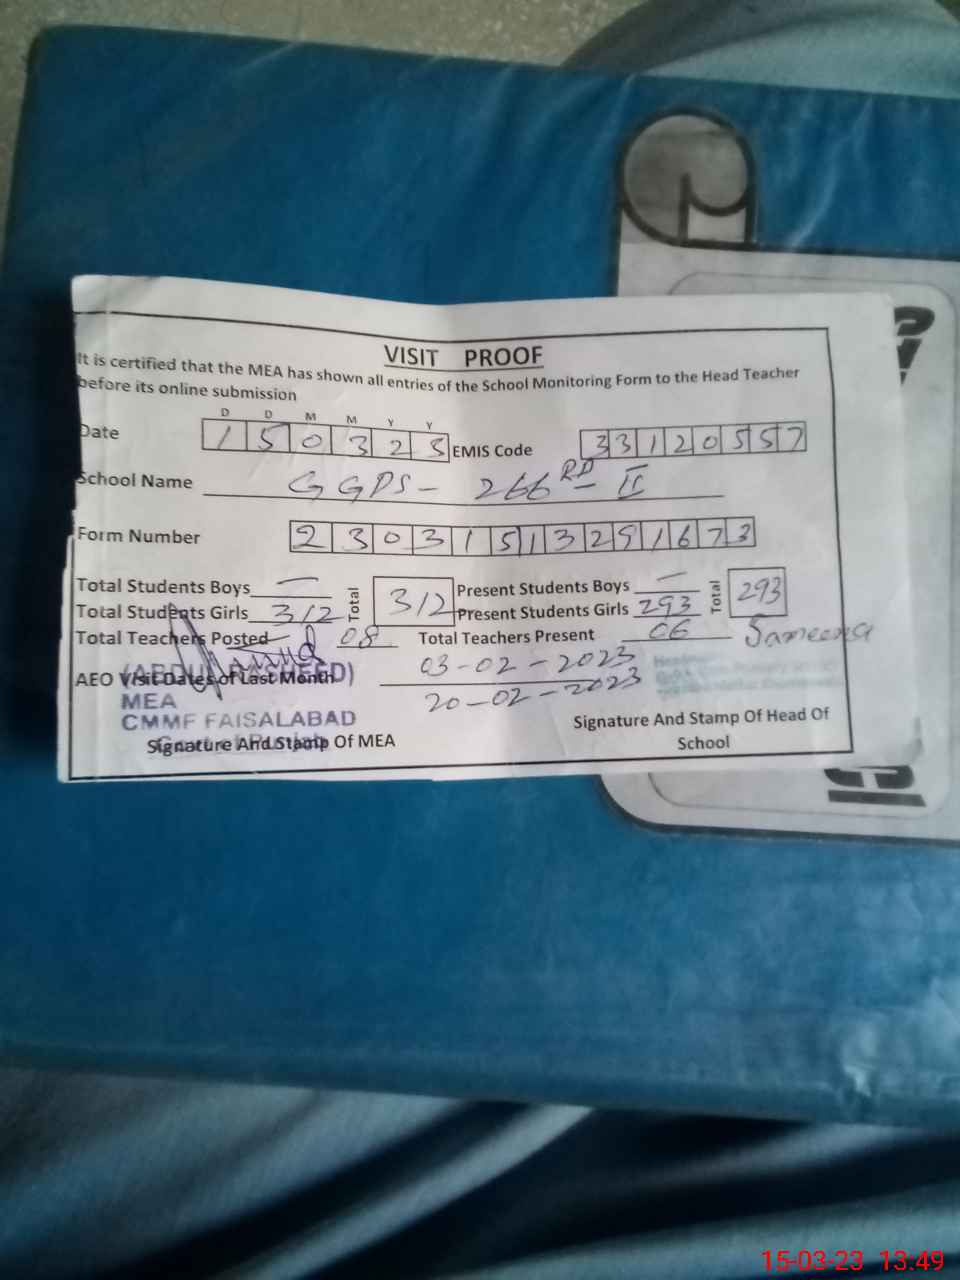 VISIT PROOF
It is certified that the MEA has shown all entries of the School Monitoring Form to the Head Teacher
before its online submission
D D M M Y Y
Date 1 5 0 3 2 3 EMIS Code 3 3 1 2 0 5 5 7
School Name GGPS - 266 RB - II
Form Number 2 3 0 3 1 5 1 3 2 9 1 6 7 3
Total Students Boys — Total 312 Present Students Boys — Total 293
Total Students Girls 312 Present Students Girls 293
Total Teachers Posted 08 Total Teachers Present 06 Sameena
AEO Visit Dates of Last Month 03-02-2023
20-02-2023
MEA
CMMF FAISALABAD
Signature And Stamp Of MEA
Signature And Stamp Of Head Of
School
15-03-23 13:49